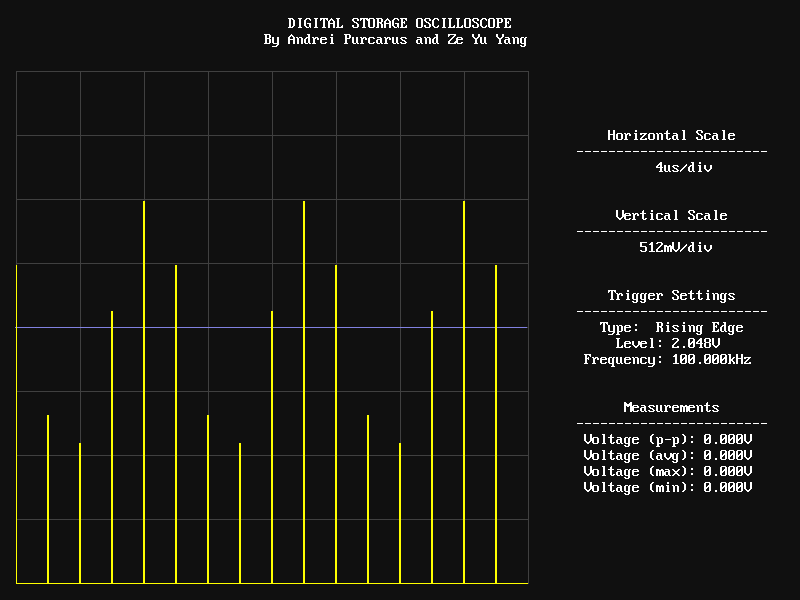 DIGITAL STORAGE OSCILLOSCOPE
By Andrei Purcarus and Ze Yu Yang
Horizontal Scale
------------------------
4us/div
Vertical Scale
------------------------
512mV/div
Trigger Settings
------------------------
Type:  Rising Edge
Level: 2.048V
Frequency: 100.000kHz
Measurements
------------------------
Voltage (p-p): 0.000V
Voltage (avg): 0.000V
Voltage (max): 0.000V
Voltage (min): 0.000V